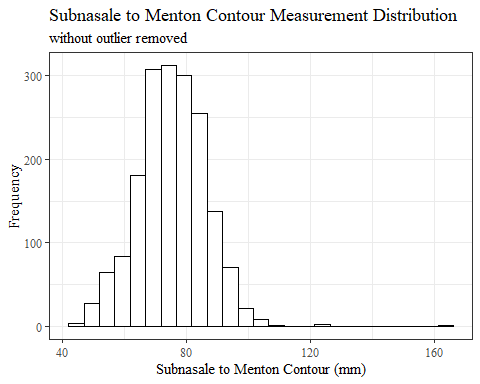 Subnasale to Menton Contour Measurement Distribution
without outlier removed
300
200
100
0
Frequency
40 80 120 160
Subnasale to Menton Contour (mm)